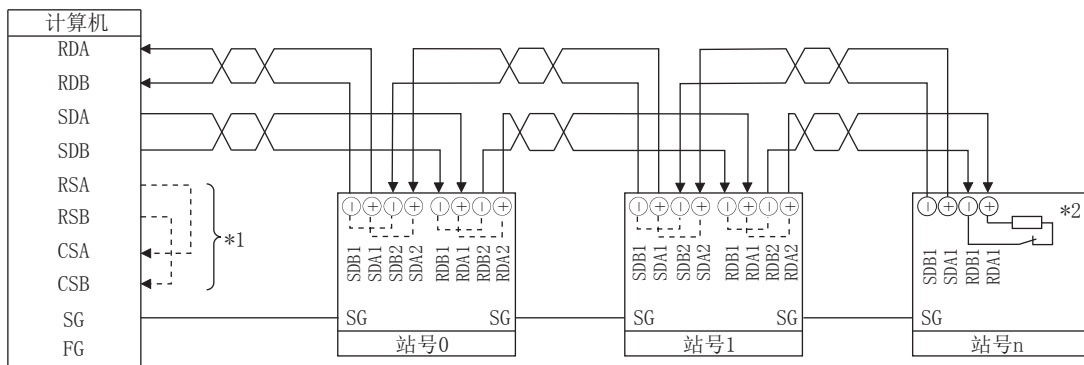 计算机
RDA
RDB
SDA
SDB
RSA
RSB
CSA
CSB
SG
FG
*1
SDB1
SDA1
SDB2
SDA2
RDB1
RDA1
RDB2
RDA2
SG
SG
站号0
SDB1
SDA1
SDB2
SDA2
RDB1
RDA1
RDB2
RDA2
SG
SG
站号1
*2
SDB1
SDA1
RDB1
RDA1
SG
站号n